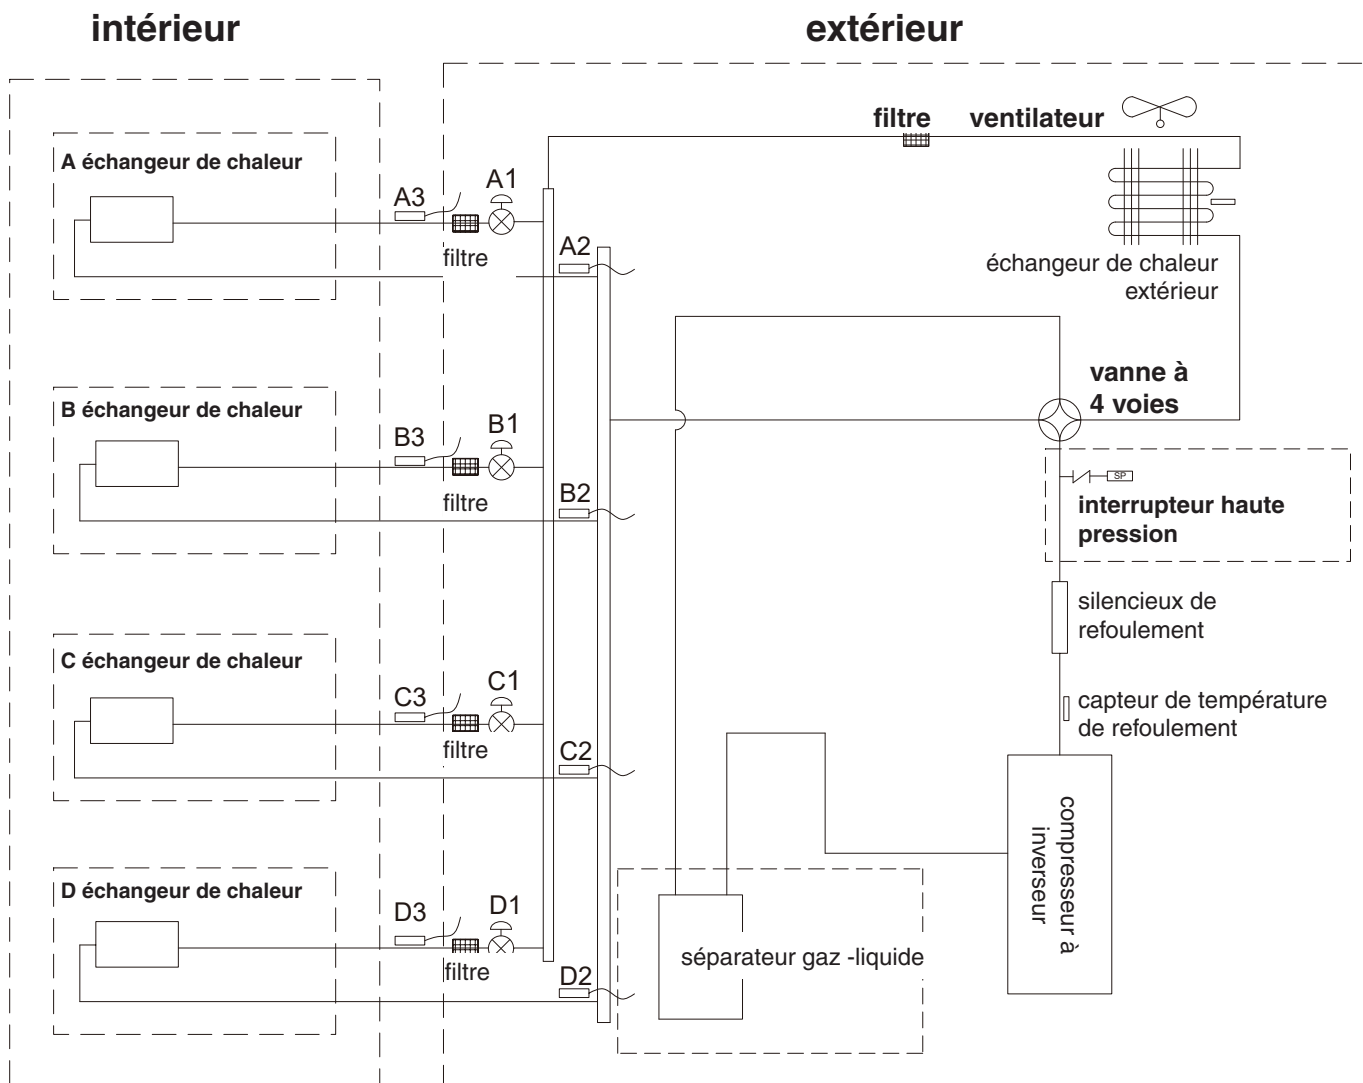 intérieur
extérieur
filtre
ventilateur
A échangeur de chaleur
A3
A1
filtre
A2
échangeur de chaleur
extérieur
vanne à
4 voies
B échangeur de chaleur
B3
B1
filtre
B2
SP
interrupteur haute
pression
silencieux de
refoulement
C échangeur de chaleur
C3
C1
filtre
C2
capteur de température
de refoulement
compresseur à
inverseur
D échangeur de chaleur
D3
D1
filtre
D2
séparateur gaz -liquide